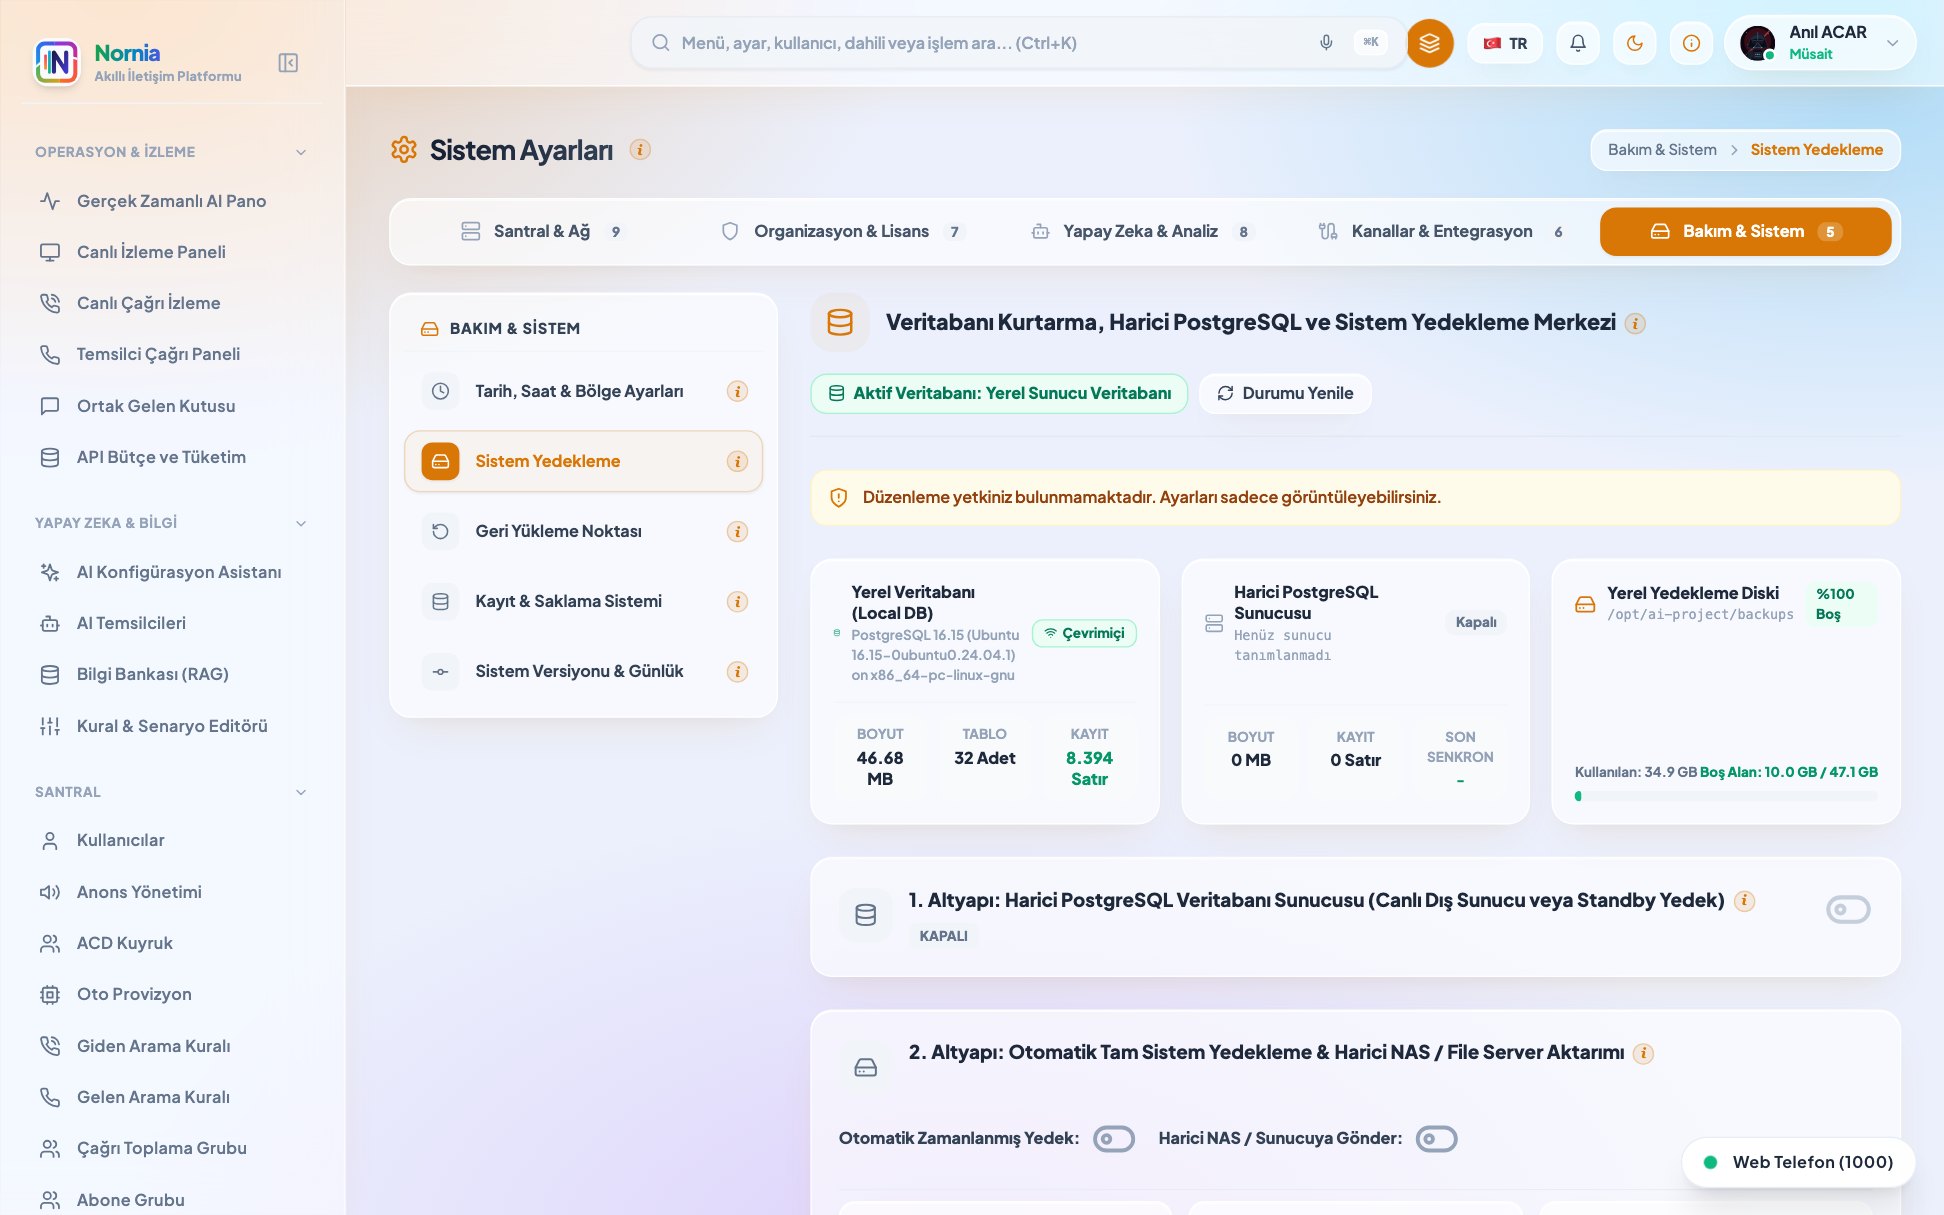 Nornia
Akıllı İletişim Platformu
OPERASYON & İZLEME
Gerçek Zamanlı AI Pano
Canlı İzleme Paneli
Canlı Çağrı İzleme
Temsilci Çağrı Paneli
Ortak Gelen Kutusu
API Bütçe ve Tüketim
YAPAY ZEKA & BİLGİ
AI Konfigürasyon Asistanı
AI Temsilcileri
Bilgi Bankası (RAG)
Kural & Senaryo Editörü
SANTRAL
Kullanıcılar
Anons Yönetimi
ACD Kuyruk
Oto Provizyon
Giden Arama Kuralı
Gelen Arama Kuralı
Çağrı Toplama Grubu
Abone Grubu
Menü, ayar, kullanıcı, dahili veya işlem ara... (Ctrl+K)
⌘K
TR
Anıl ACAR
Müsait
Sistem Ayarları
Bakım & Sistem > Sistem Yedekleme
Santral & Ağ 9
Organizasyon & Lisans 7
Yapay Zeka & Analiz 8
Kanallar & Entegrasyon 6
Bakım & Sistem 5
BAKIM & SİSTEM
Tarih, Saat & Bölge Ayarları
Sistem Yedekleme
Geri Yükleme Noktası
Kayıt & Saklama Sistemi
Sistem Versiyonu & Günlük
Veritabanı Kurtarma, Harici PostgreSQL ve Sistem Yedekleme Merkezi
Aktif Veritabanı: Yerel Sunucu Veritabanı
Durumu Yenile
Düzenleme yetkiniz bulunmamaktadır. Ayarları sadece görüntüleyebilirsiniz.
Yerel Veritabanı
(Local DB)
PostgreSQL 16.15 (Ubuntu
16.15-0ubuntu0.24.04.1)
on x86_64-pc-linux-gnu
Çevrimiçi
BOYUT
46.68
MB
TABLO
32 Adet
KAYIT
8.394
Satır
Harici PostgreSQL
Sunucusu
Henüz sunucu
tanımlanmadı
Kapalı
BOYUT
0 MB
KAYIT
0 Satır
SON
SENKRON
-
Yerel Yedekleme Diski
/opt/ai-project/backups
%100
Boş
Kullanılan: 34.9 GB Boş Alan: 10.0 GB / 47.1 GB
1. Altyapı: Harici PostgreSQL Veritabanı Sunucusu (Canlı Dış Sunucu veya Standby Yedek)
KAPALI
2. Altyapı: Otomatik Tam Sistem Yedekleme & Harici NAS / File Server Aktarımı
Otomatik Zamanlanmış Yedek:
Harici NAS / Sunucuya Gönder:
Web Telefon (1000)